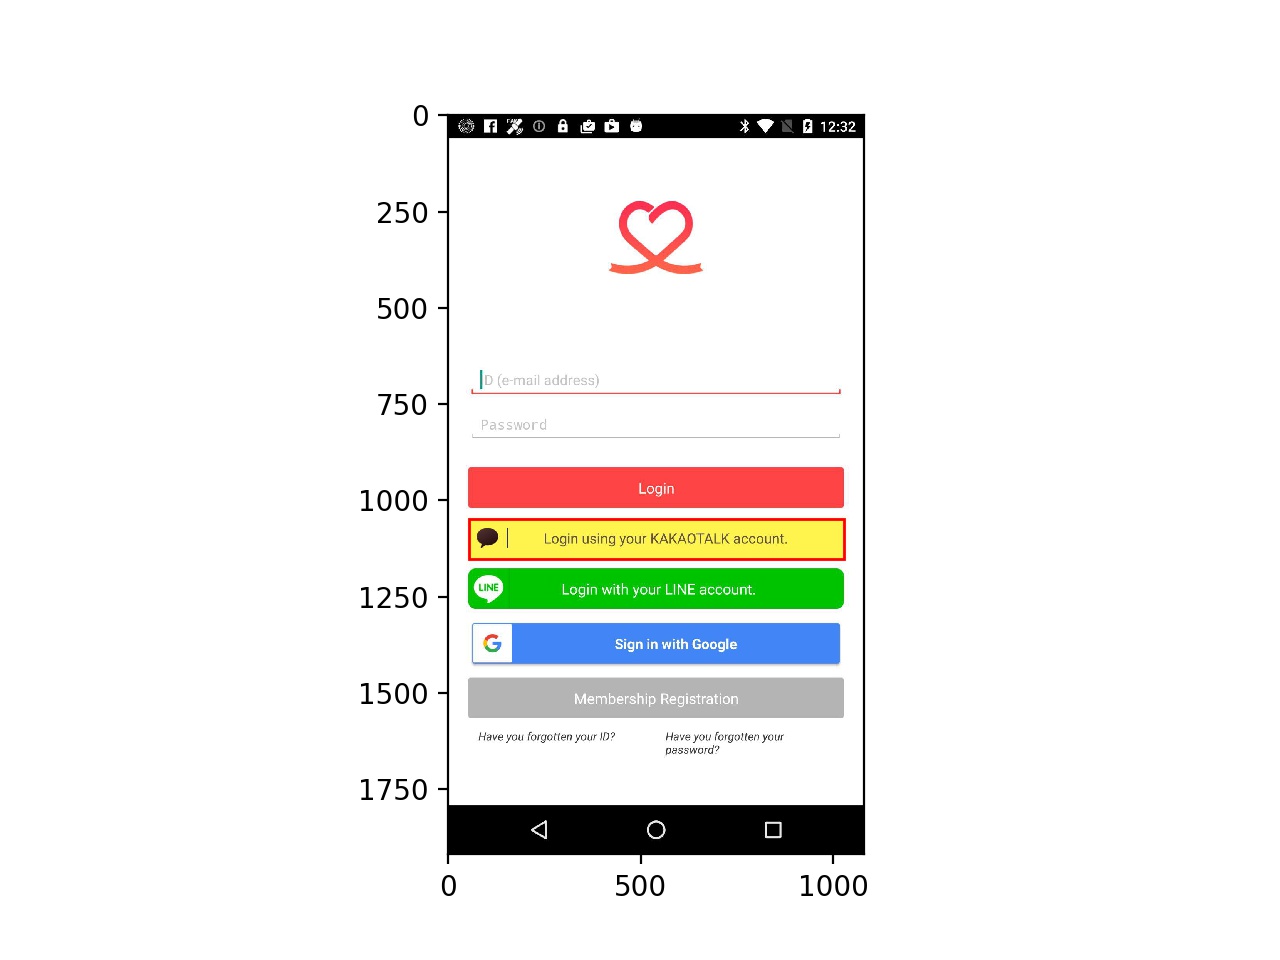 0
250
500
750
1000
1250
1500
1750
12:32
D (e-mail address)
Password
Login
Login using your KAKAOTALK account.
LINE
Login with your LINE account.
G
Sign in with Google
Membership Registration
Have you forgotten your ID?
Have you forgotten your
password?
0
500
1000